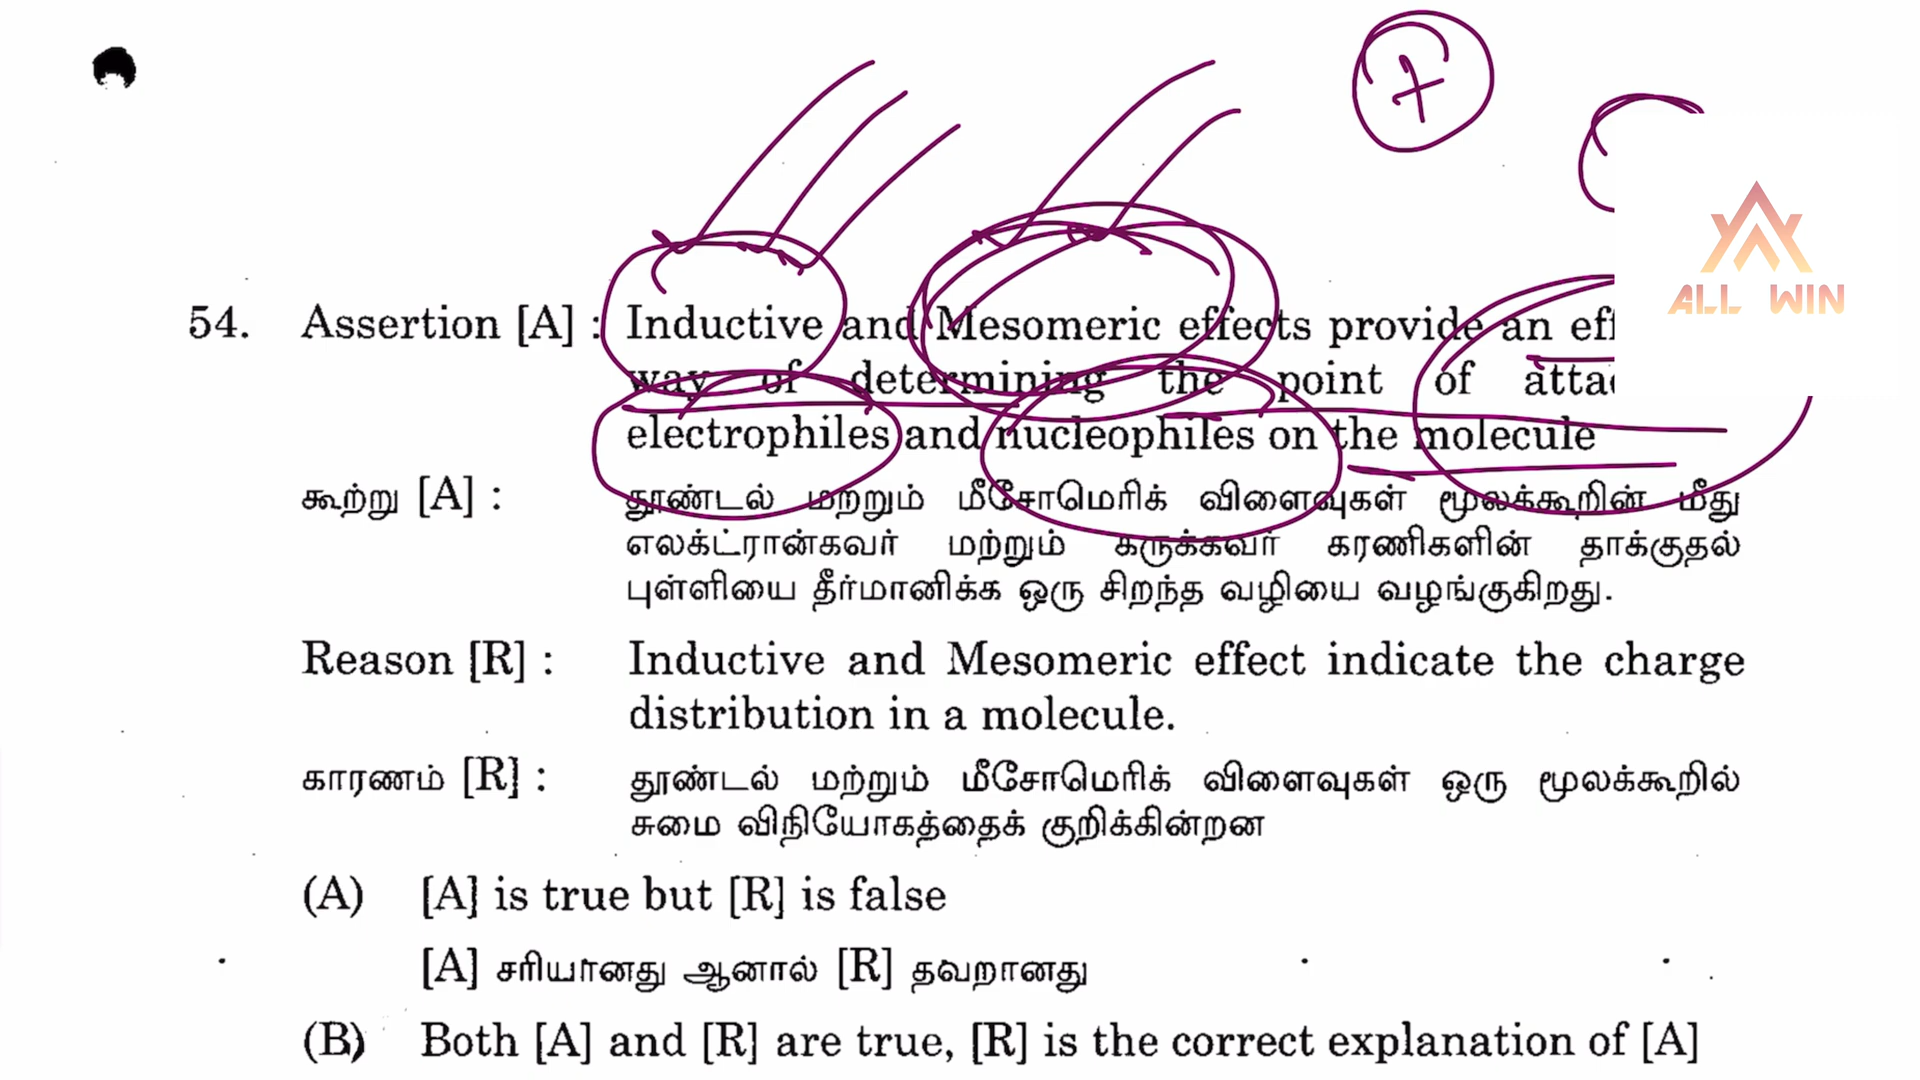 +
ALL WIN
54. Assertion [A] : Inductive and Mesomeric effects provide an
way of determining the point of
electrophiles and nucleophiles on the molecule
கூற்று [A] : தூண்டல் மற்றும் மீசோமெரிக் விளைவுகள் மூலக்கூறின் மீது
எலக்ட்ரான்கவர் மற்றும் கருக்கவர் கரணிகளின் தாக்குதல்
புள்ளியை தீர்மானிக்க ஒரு சிறந்த வழியை வழங்குகிறது.
Reason [R] : Inductive and Mesomeric effect indicate the charge
distribution in a molecule.
காரணம் [R] : தூண்டல் மற்றும் மீசோமெரிக் விளைவுகள் ஒரு மூலக்கூறில்
சுமை விநியோகத்தைக் குறிக்கின்றன
(A) [A] is true but [R] is false
[A] சரியானது ஆனால் [R] தவறானது
(B) Both [A] and [R] are true, [R] is the correct explanation of [A]